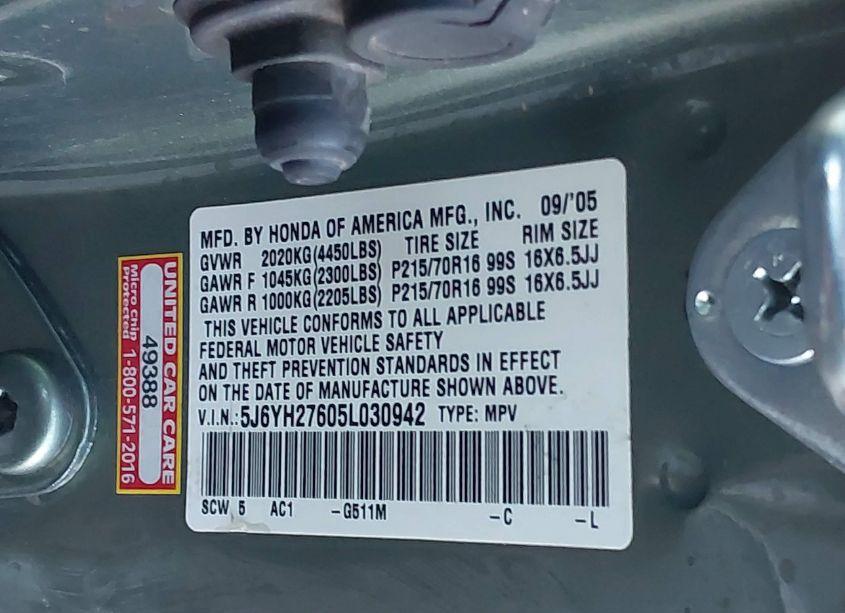 MFD. BY HONDA OF AMERICA MFG., INC. 09/'05
GVWR 2020KG(4450LBS) TIRE SIZE RIM SIZE
GAWR F 1045KG(2300LBS) P215/70R16 99S 16X6.5JJ
GAWR R 1000KG(2205LBS) P215/70R16 99S 16X6.5JJ
THIS VEHICLE CONFORMS TO ALL APPLICABLE
FEDERAL MOTOR VEHICLE SAFETY
AND THEFT PREVENTION STANDARDS IN EFFECT
ON THE DATE OF MANUFACTURE SHOWN ABOVE.
V.I.N.:5J6YH27605L030942 TYPE: MPV
SCW 5 AC1 -G511M -C -L
UNITED CAR CARE
49388
Micro Chip
Protected 1-800-571-2016